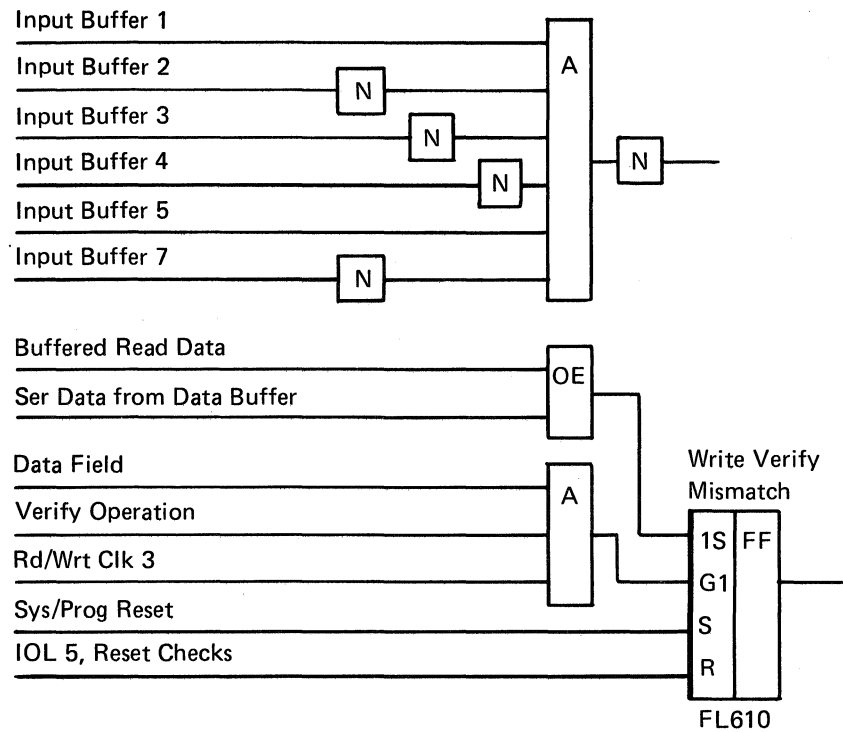 Input Buffer 1
A
Input Buffer 2
N
Input Buffer 3
N
Input Buffer 4
N
N
Input Buffer 5
Input Buffer 7
N
Buffered Read Data
OE
Ser Data from Data Buffer
Data Field
A
Verify Operation
Rd/Wrt Clk 3
Sys/Prog Reset
IOL 5, Reset Checks
Write Verify
Mismatch
1S FF
G1
S
R
FL610